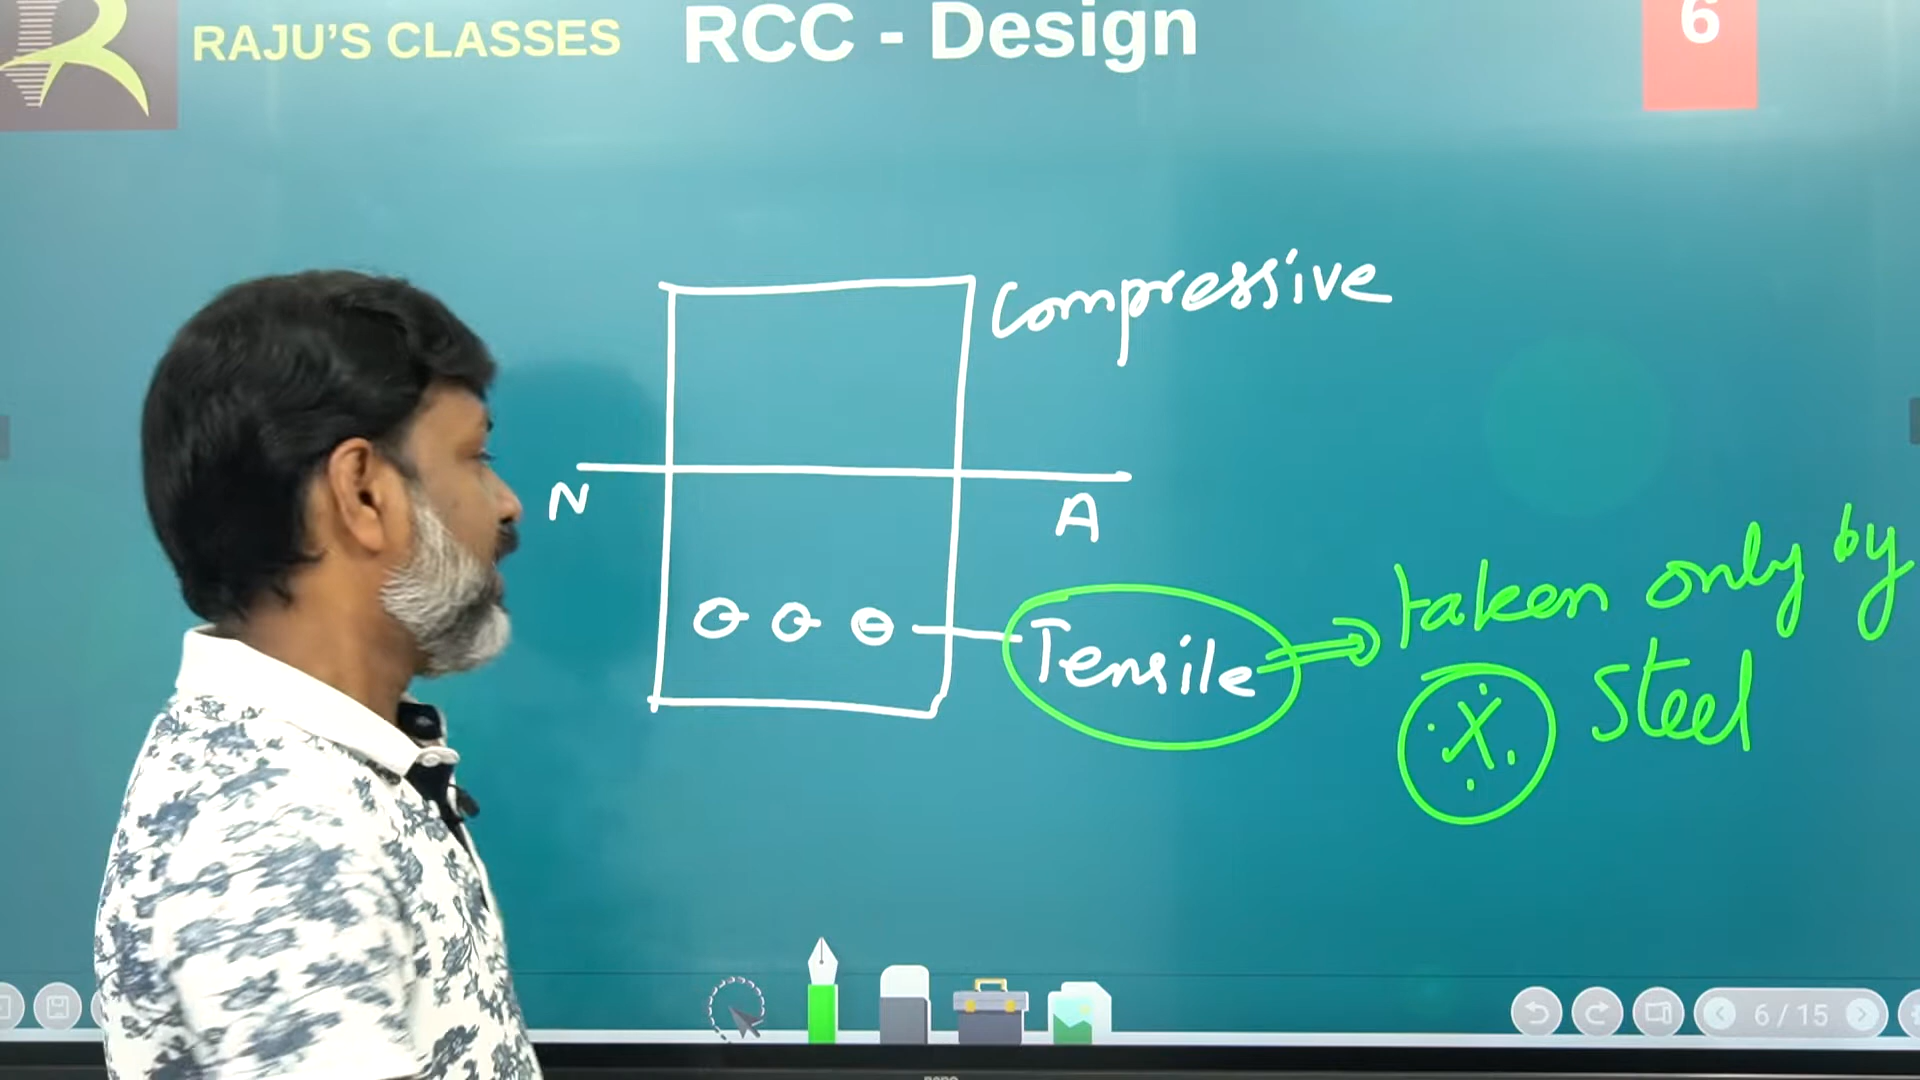 RAJU'S CLASSES
RCC - Design
6
Compressive
N
A
Tensile
taken only by
Steel
X
6 / 15